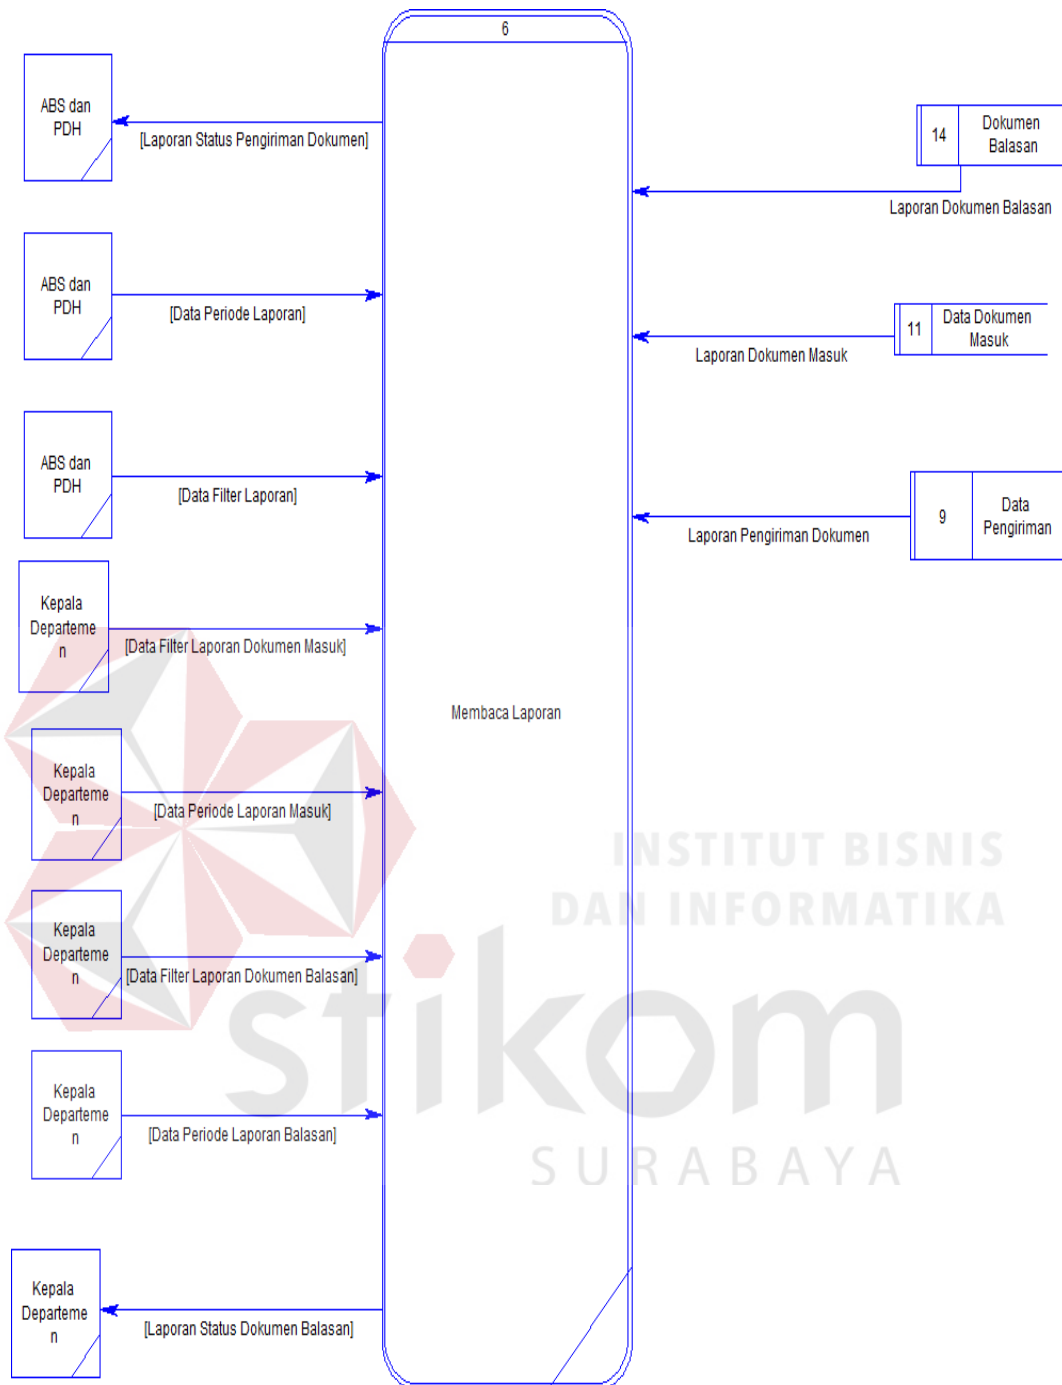 6
ABS dan
PDH
[Laporan Status Pengiriman Dokumen]
14
Dokumen
Balasan
Laporan Dokumen Balasan
ABS dan
PDH
[Data Periode Laporan]
11
Data Dokumen
Masuk
Laporan Dokumen Masuk
ABS dan
PDH
[Data Filter Laporan]
9
Data
Pengiriman
Laporan Pengiriman Dokumen
Kepala
Departeme
n
[Data Filter Laporan Dokumen Masuk]
Membaca Laporan
Kepala
Departeme
n
[Data Periode Laporan Masuk]
INSTITUT BISNIS
DAN INFORMATIKA
Kepala
Departeme
n
[Data Filter Laporan Dokumen Balasan]
stikom
Kepala
Departeme
n
[Data Periode Laporan Balasan]
SURABAYA
Kepala
Departeme
n
[Laporan Status Dokumen Balasan]